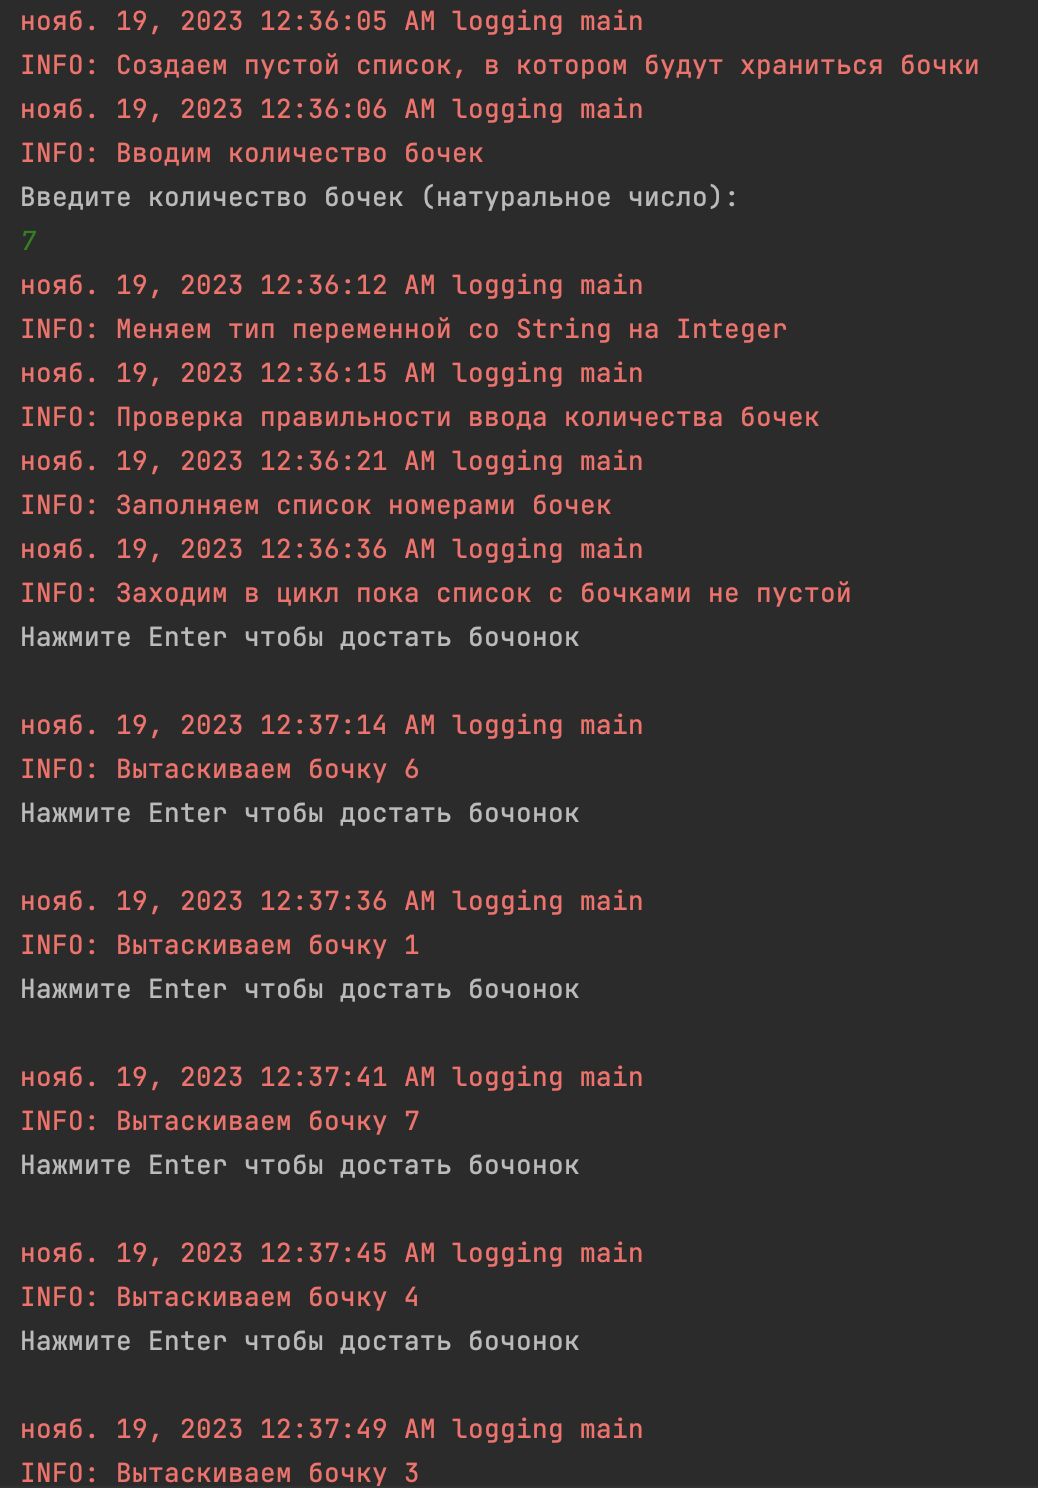 нояб. 19, 2023 12:36:05 AM logging main
INFO: Создаем пустой список, в котором будут храниться бочки
нояб. 19, 2023 12:36:06 AM logging main
INFO: Вводим количество бочек
Введите количество бочек (натуральное число):
7
нояб. 19, 2023 12:36:12 AM logging main
INFO: Меняем тип переменной со String на Integer
нояб. 19, 2023 12:36:15 AM logging main
INFO: Проверка правильности ввода количества бочек
нояб. 19, 2023 12:36:21 AM logging main
INFO: Заполняем список номерами бочек
нояб. 19, 2023 12:36:36 AM logging main
INFO: Заходим в цикл пока список с бочками не пустой
Нажмите Enter чтобы достать бочонок
нояб. 19, 2023 12:37:14 AM logging main
INFO: Вытаскиваем бочку 6
Нажмите Enter чтобы достать бочонок
нояб. 19, 2023 12:37:36 AM logging main
INFO: Вытаскиваем бочку 1
Нажмите Enter чтобы достать бочонок
нояб. 19, 2023 12:37:41 AM logging main
INFO: Вытаскиваем бочку 7
Нажмите Enter чтобы достать бочонок
нояб. 19, 2023 12:37:45 AM logging main
INFO: Вытаскиваем бочку 4
Нажмите Enter чтобы достать бочонок
нояб. 19, 2023 12:37:49 AM logging main
INFO: Вытаскиваем бочку 3